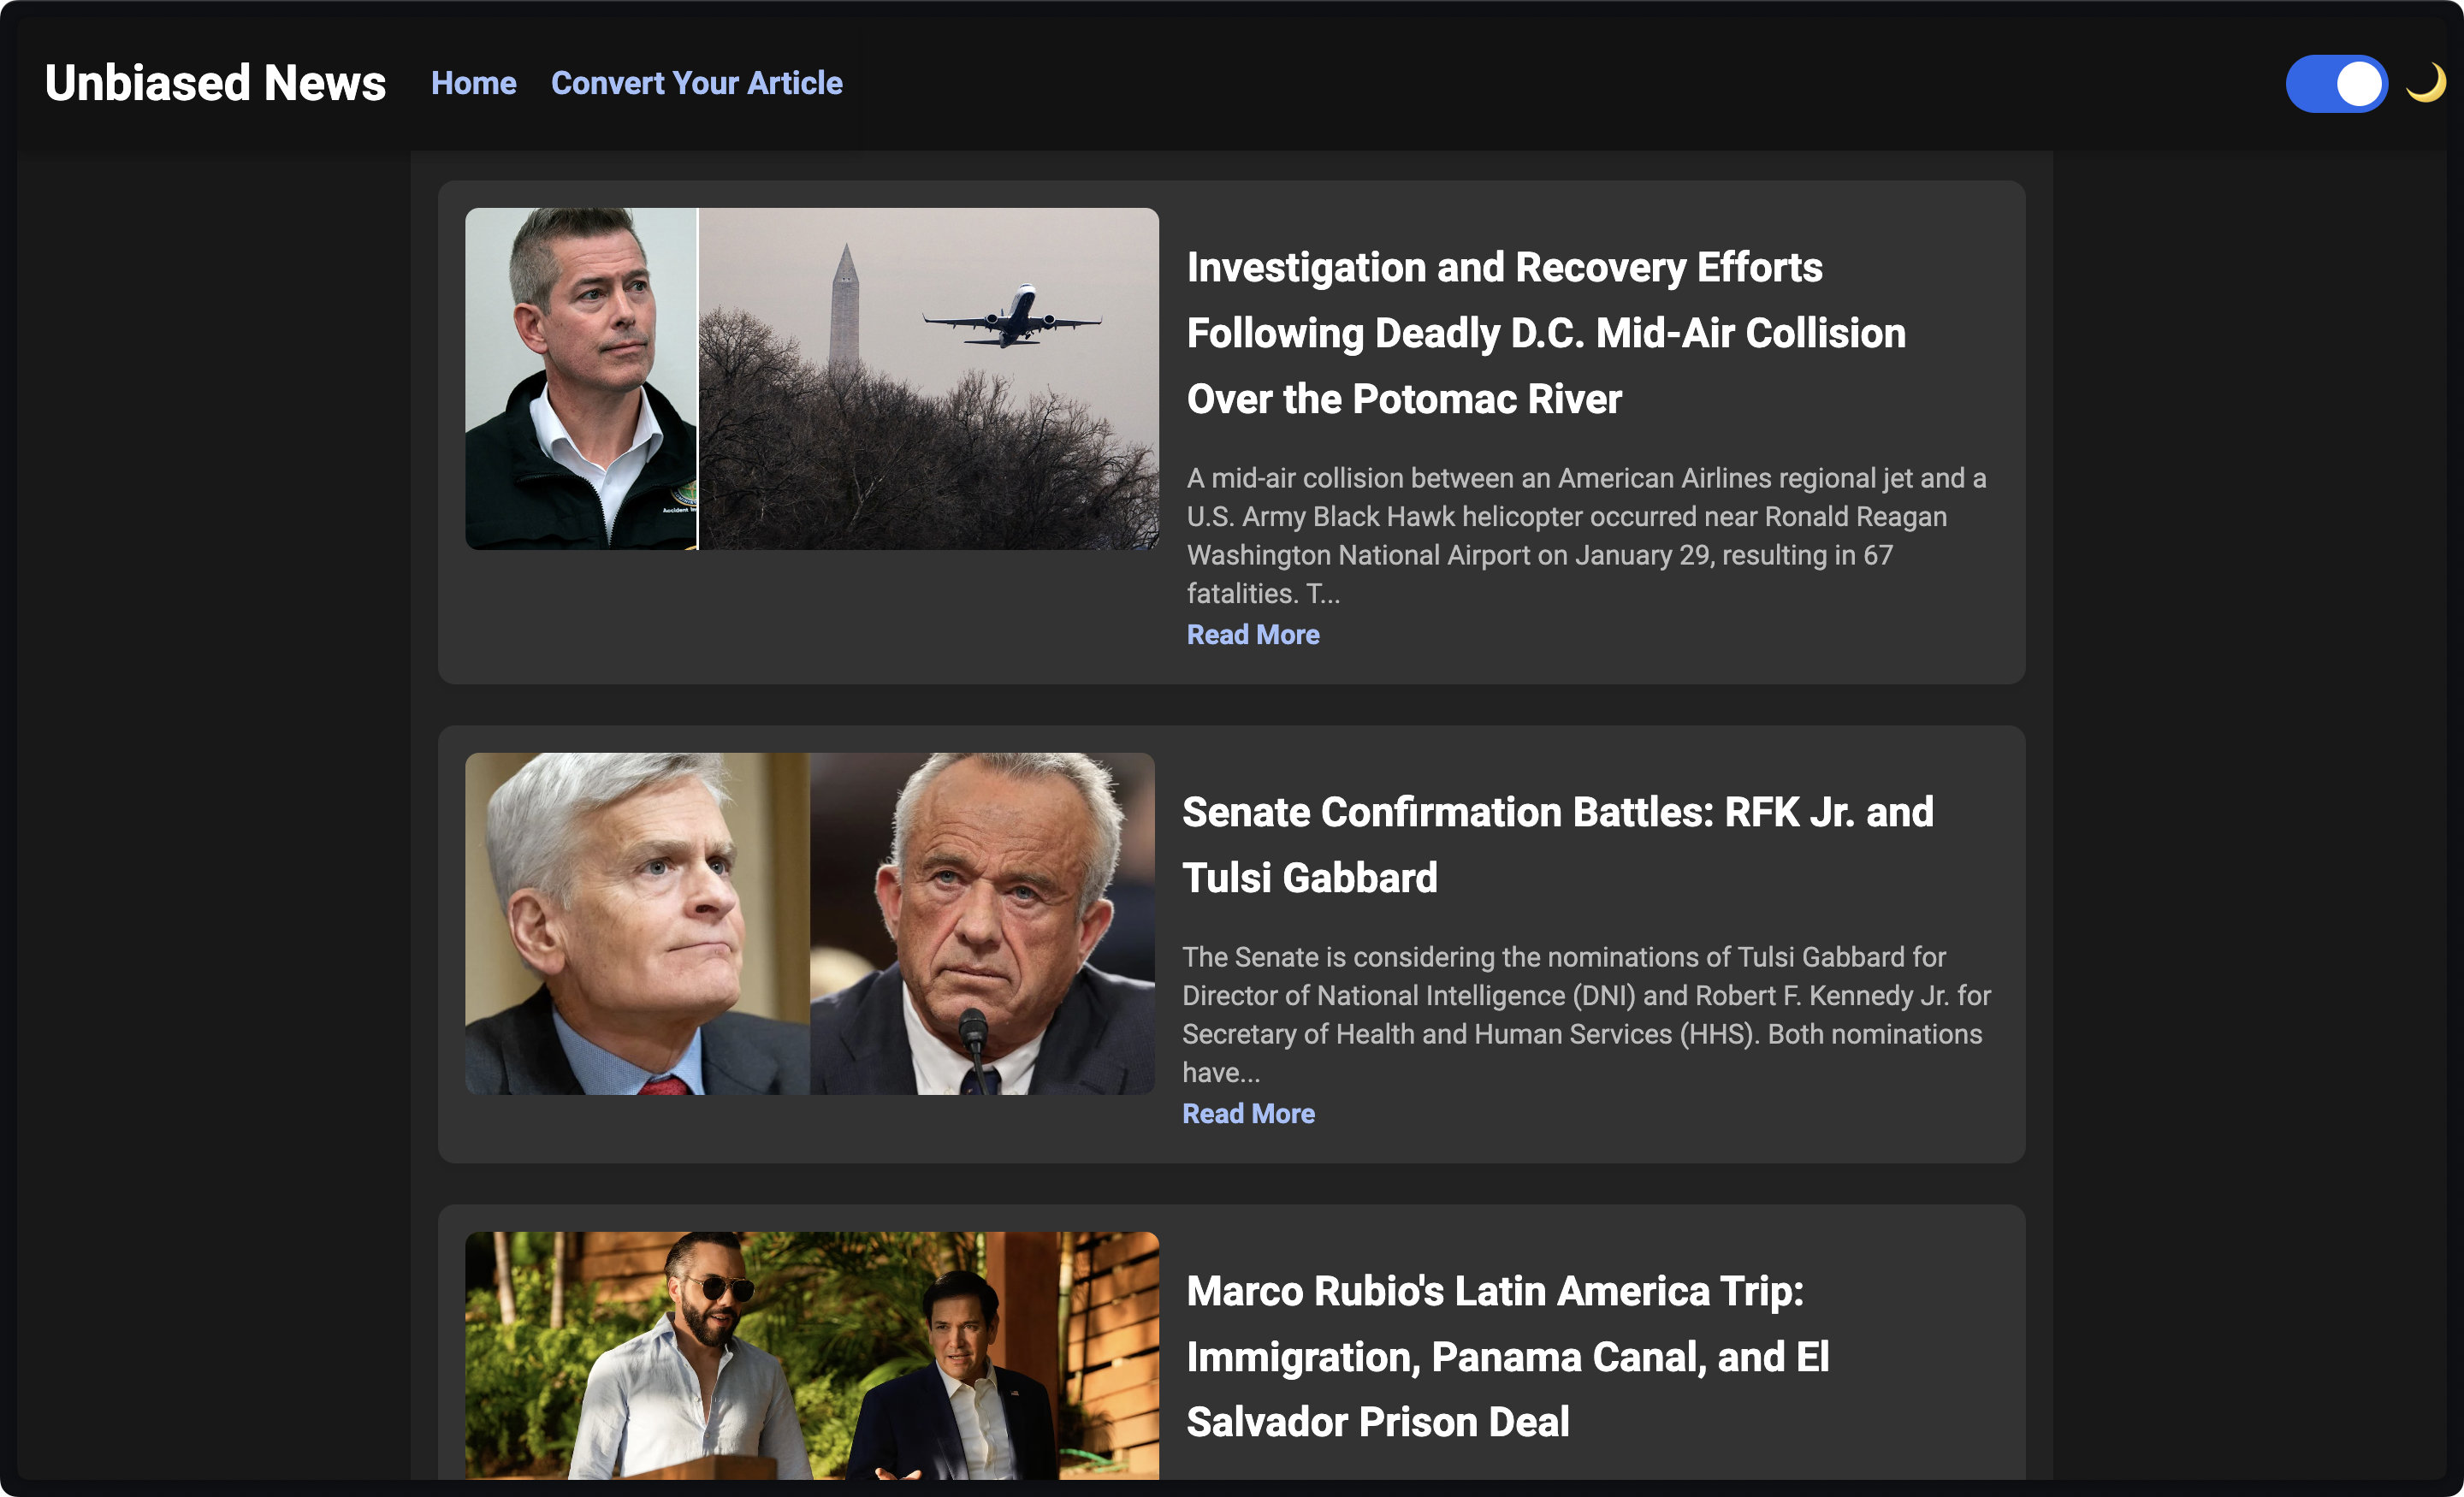 Unbiased News
Home
Convert Your Article
Investigation and Recovery Efforts
Following Deadly D.C. Mid-Air Collision
Over the Potomac River
A mid-air collision between an American Airlines regional jet and a
U.S. Army Black Hawk helicopter occurred near Ronald Reagan
Washington National Airport on January 29, resulting in 67
fatalities. T...
Read More
Senate Confirmation Battles: RFK Jr. and
Tulsi Gabbard
The Senate is considering the nominations of Tulsi Gabbard for
Director of National Intelligence (DNI) and Robert F. Kennedy Jr. for
Secretary of Health and Human Services (HHS). Both nominations
have...
Read More
Marco Rubio's Latin America Trip:
Immigration, Panama Canal, and El
Salvador Prison Deal